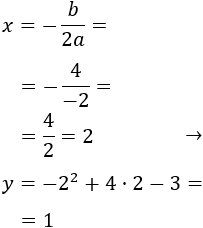 x = −b/2a =
= −4/−2 =
= 4/2 = 2 →
y = −2² + 4 · 2 − 3 =
= 1